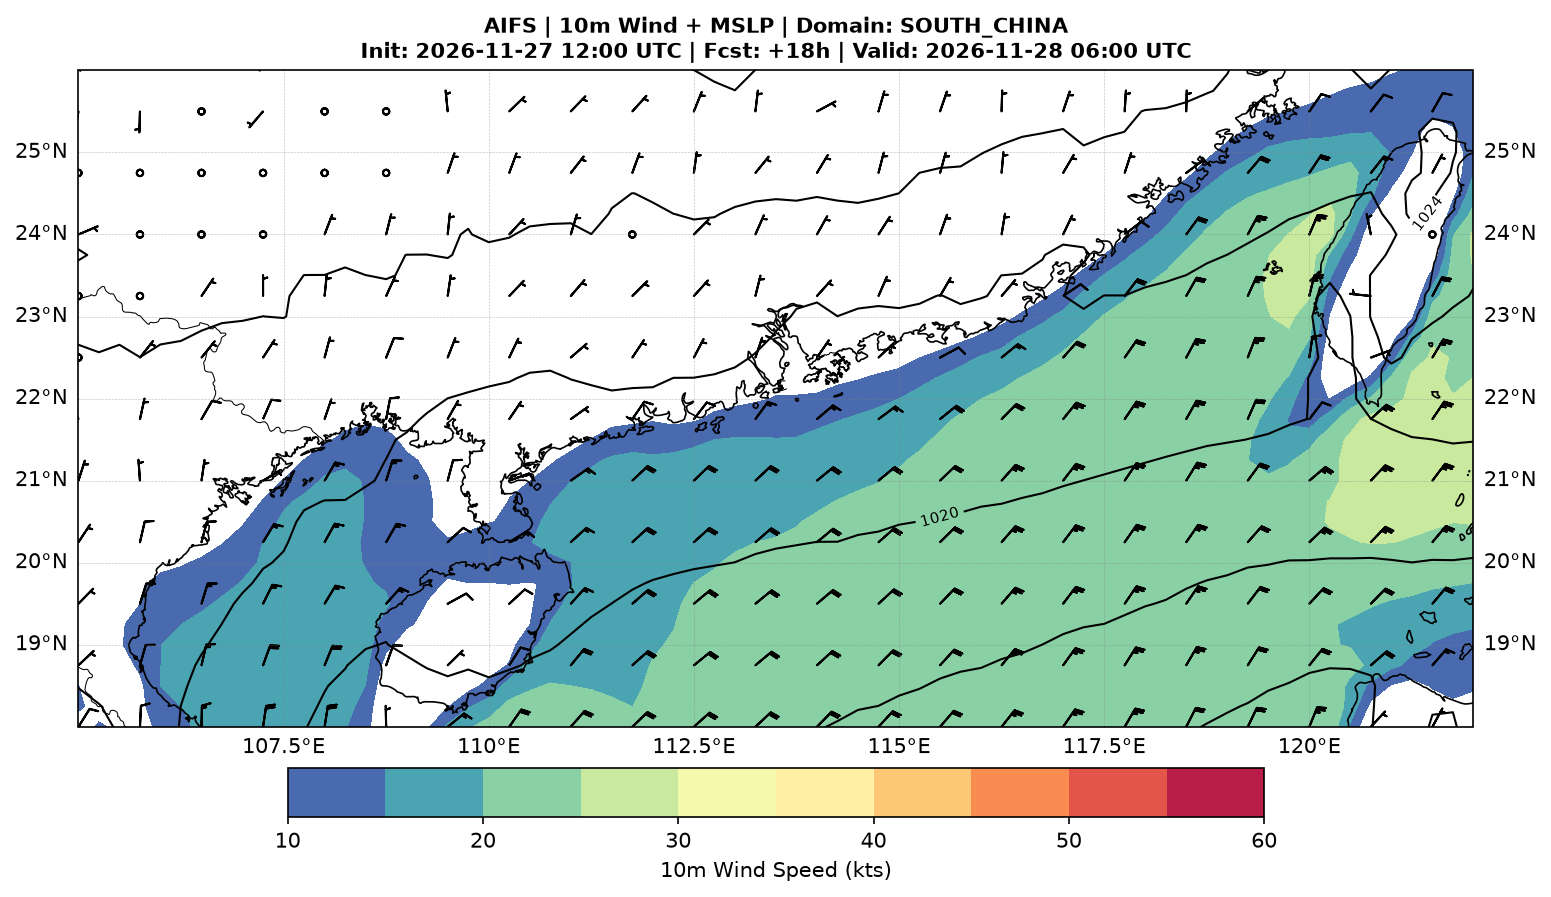 AIFS | 10m Wind + MSLP | Domain: SOUTH_CHINA
Init: 2026-11-27 12:00 UTC | Fcst: +18h | Valid: 2026-11-28 06:00 UTC
25°N 25°N
24°N 1024 24°N
23°N 23°N
22°N 22°N
21°N 21°N
1020
20°N 20°N
19°N 19°N
107.5°E 110°E 112.5°E 115°E 117.5°E 120°E
10 20 30 40 50 60
10m Wind Speed (kts)